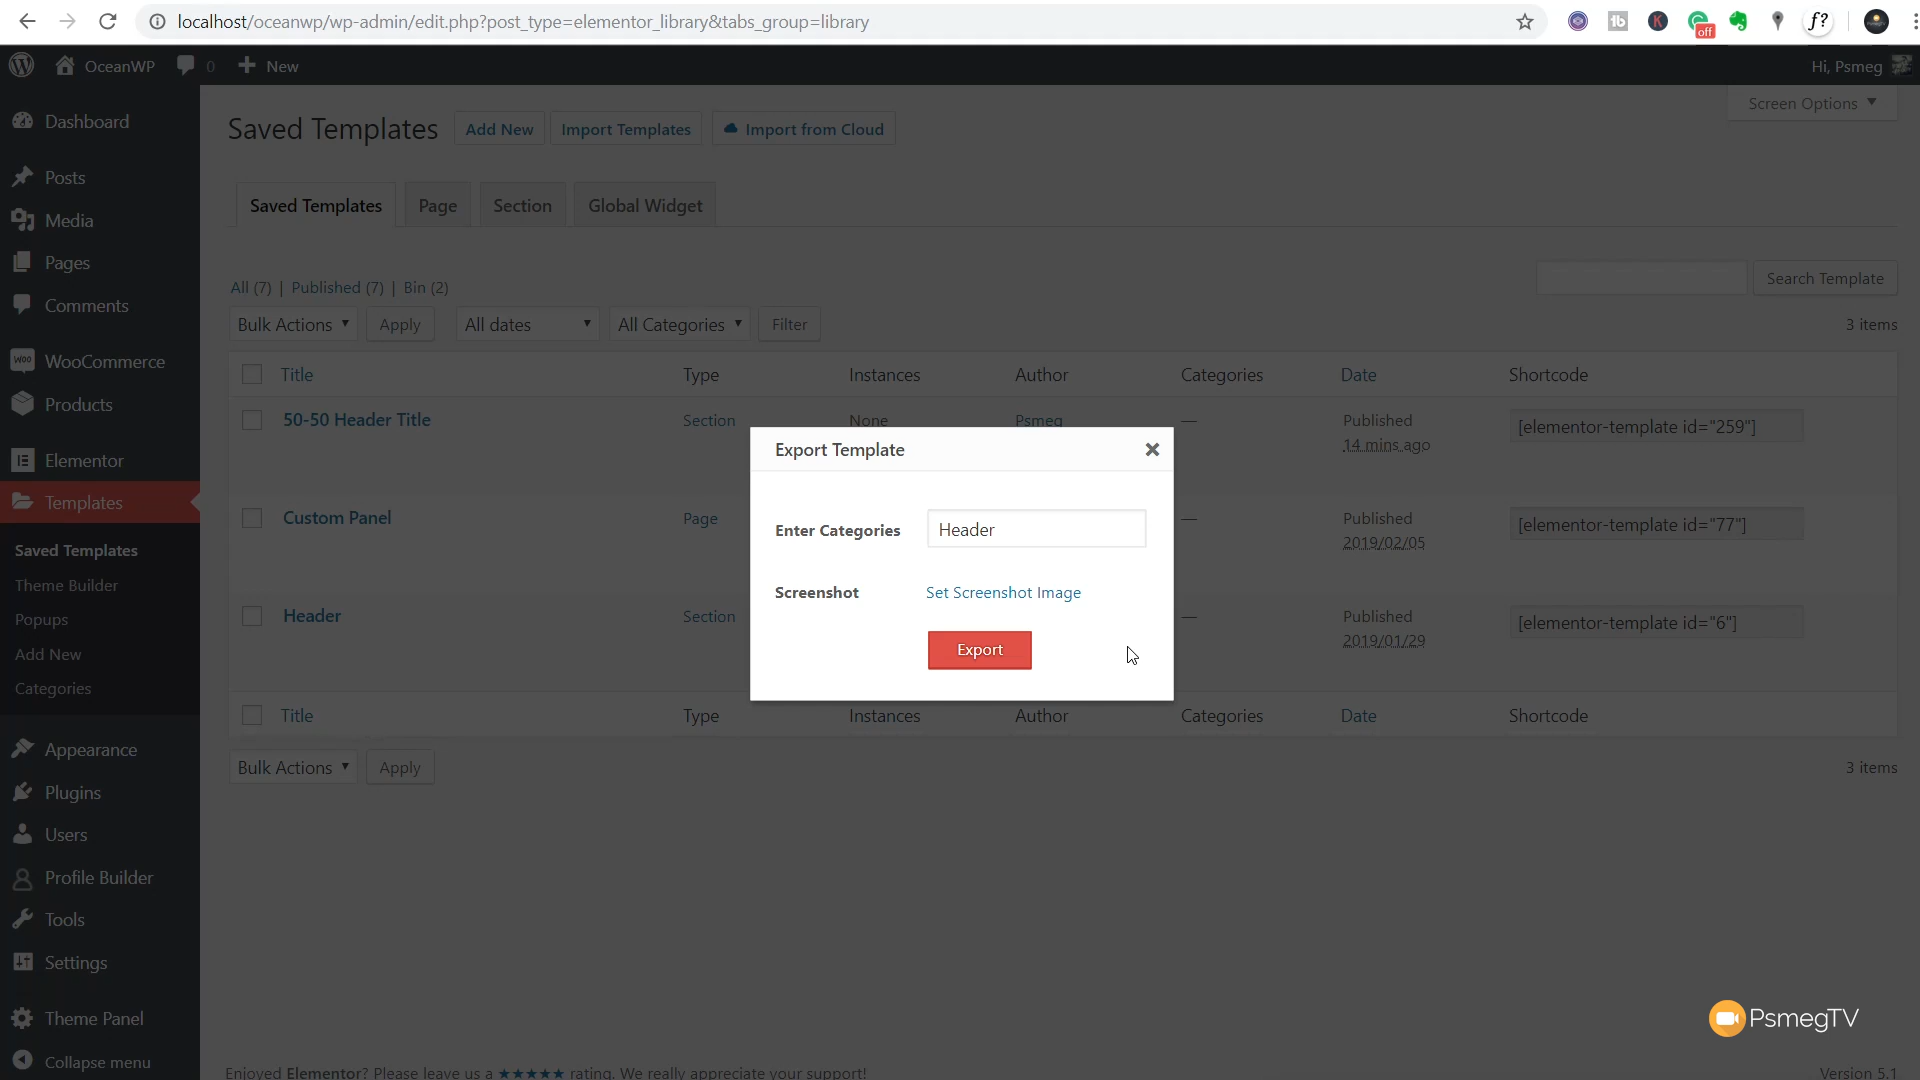 localhost/oceanwp/wp-admin/edit.php?post_type=elementor_library&tabs_group=library
off
OceanWP 0 New Hi, Psmeg
Screen Options
Saved Templates Add New Import Templates Import from Cloud
Saved Templates Page Section Global Widget
All (7) | Published (7) | Bin (2)
Search Template
Bulk Actions Apply All dates All Categories Filter 3 items
Title Type Instances Author Categories Date Shortcode
50-50 Header Title Section None Psmeg — Published [elementor-template id="259"]
14 mins ago
Custom Panel Page — Published [elementor-template id="77"]
2019/02/05
Header Section — Published [elementor-template id="6"]
2019/01/29
Title Type Instances Author Categories Date Shortcode
Bulk Actions Apply 3 items
Export Template
Enter Categories Header
Screenshot Set Screenshot Image
Export
Dashboard
Posts
Media
Pages
Comments
WooCommerce
Products
Elementor
Templates
Saved Templates
Theme Builder
Popups
Add New
Categories
Appearance
Plugins
Users
Profile Builder
Tools
Settings
Theme Panel
Collapse menu
PsmegTV
Enjoyed Elementor? Please leave us a ★★★★★ rating. We really appreciate your support!
Version 5.1